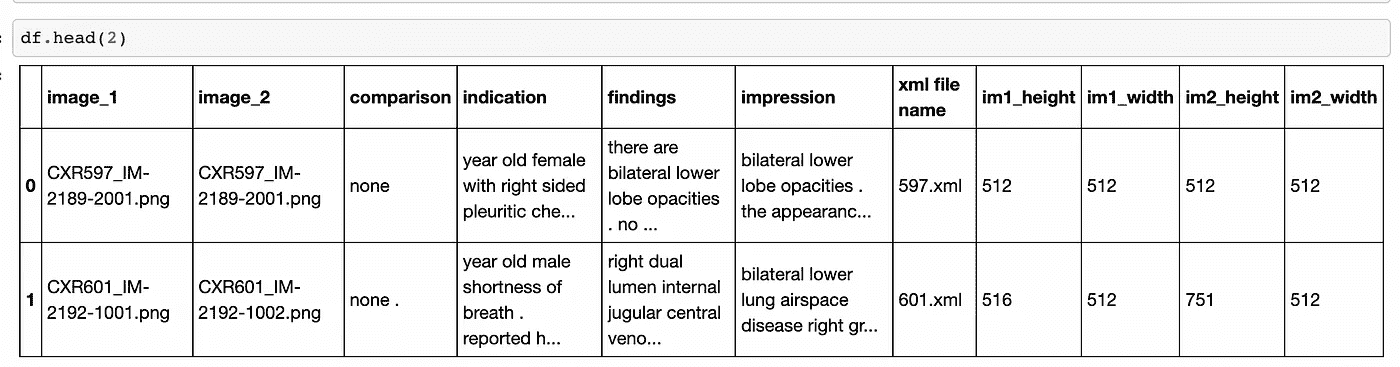 df.head(2)
image_1 image_2 comparison indication findings impression xml file name im1_height im1_width im2_height im2_width
0 CXR597_IM-2189-2001.png CXR597_IM-2189-2001.png none year old female with right sided pleuritic che... there are bilateral lower lobe opacities . no ... bilateral lower lobe opacities . the appearanc... 597.xml 512 512 512 512
1 CXR601_IM-2192-1001.png CXR601_IM-2192-1002.png none . year old male shortness of breath . reported h... right dual lumen internal jugular central veno... bilateral lower lung airspace disease right gr... 601.xml 516 512 751 512